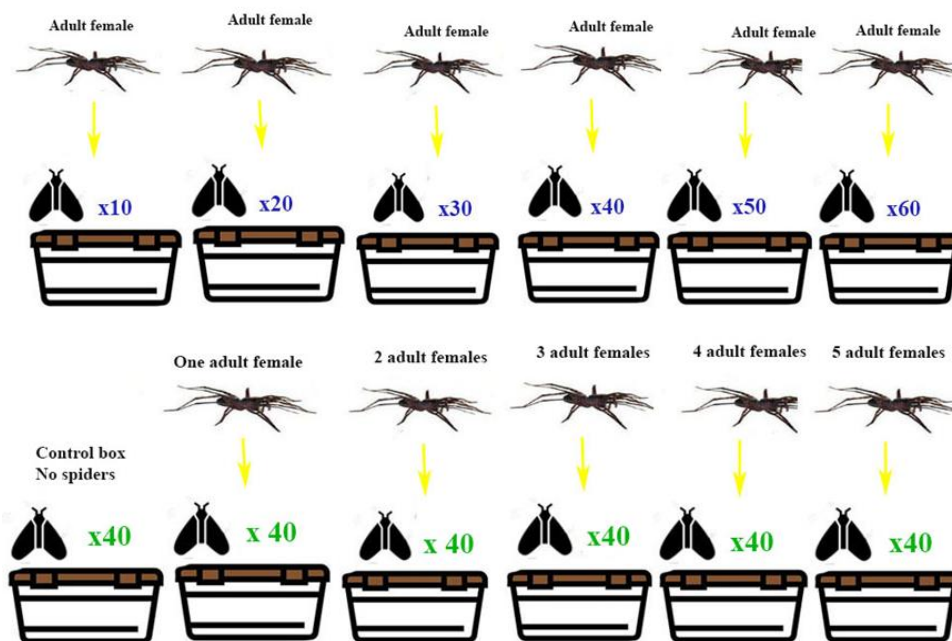 Adult female
Adult female
Adult female
Adult female
Adult female
Adult female
x10
x20
x30
x40
x50
x60
One adult female
2 adult females
3 adult females
4 adult females
5 adult females
Control box
No spiders
x40
x 40
x 40
x40
x40
x40